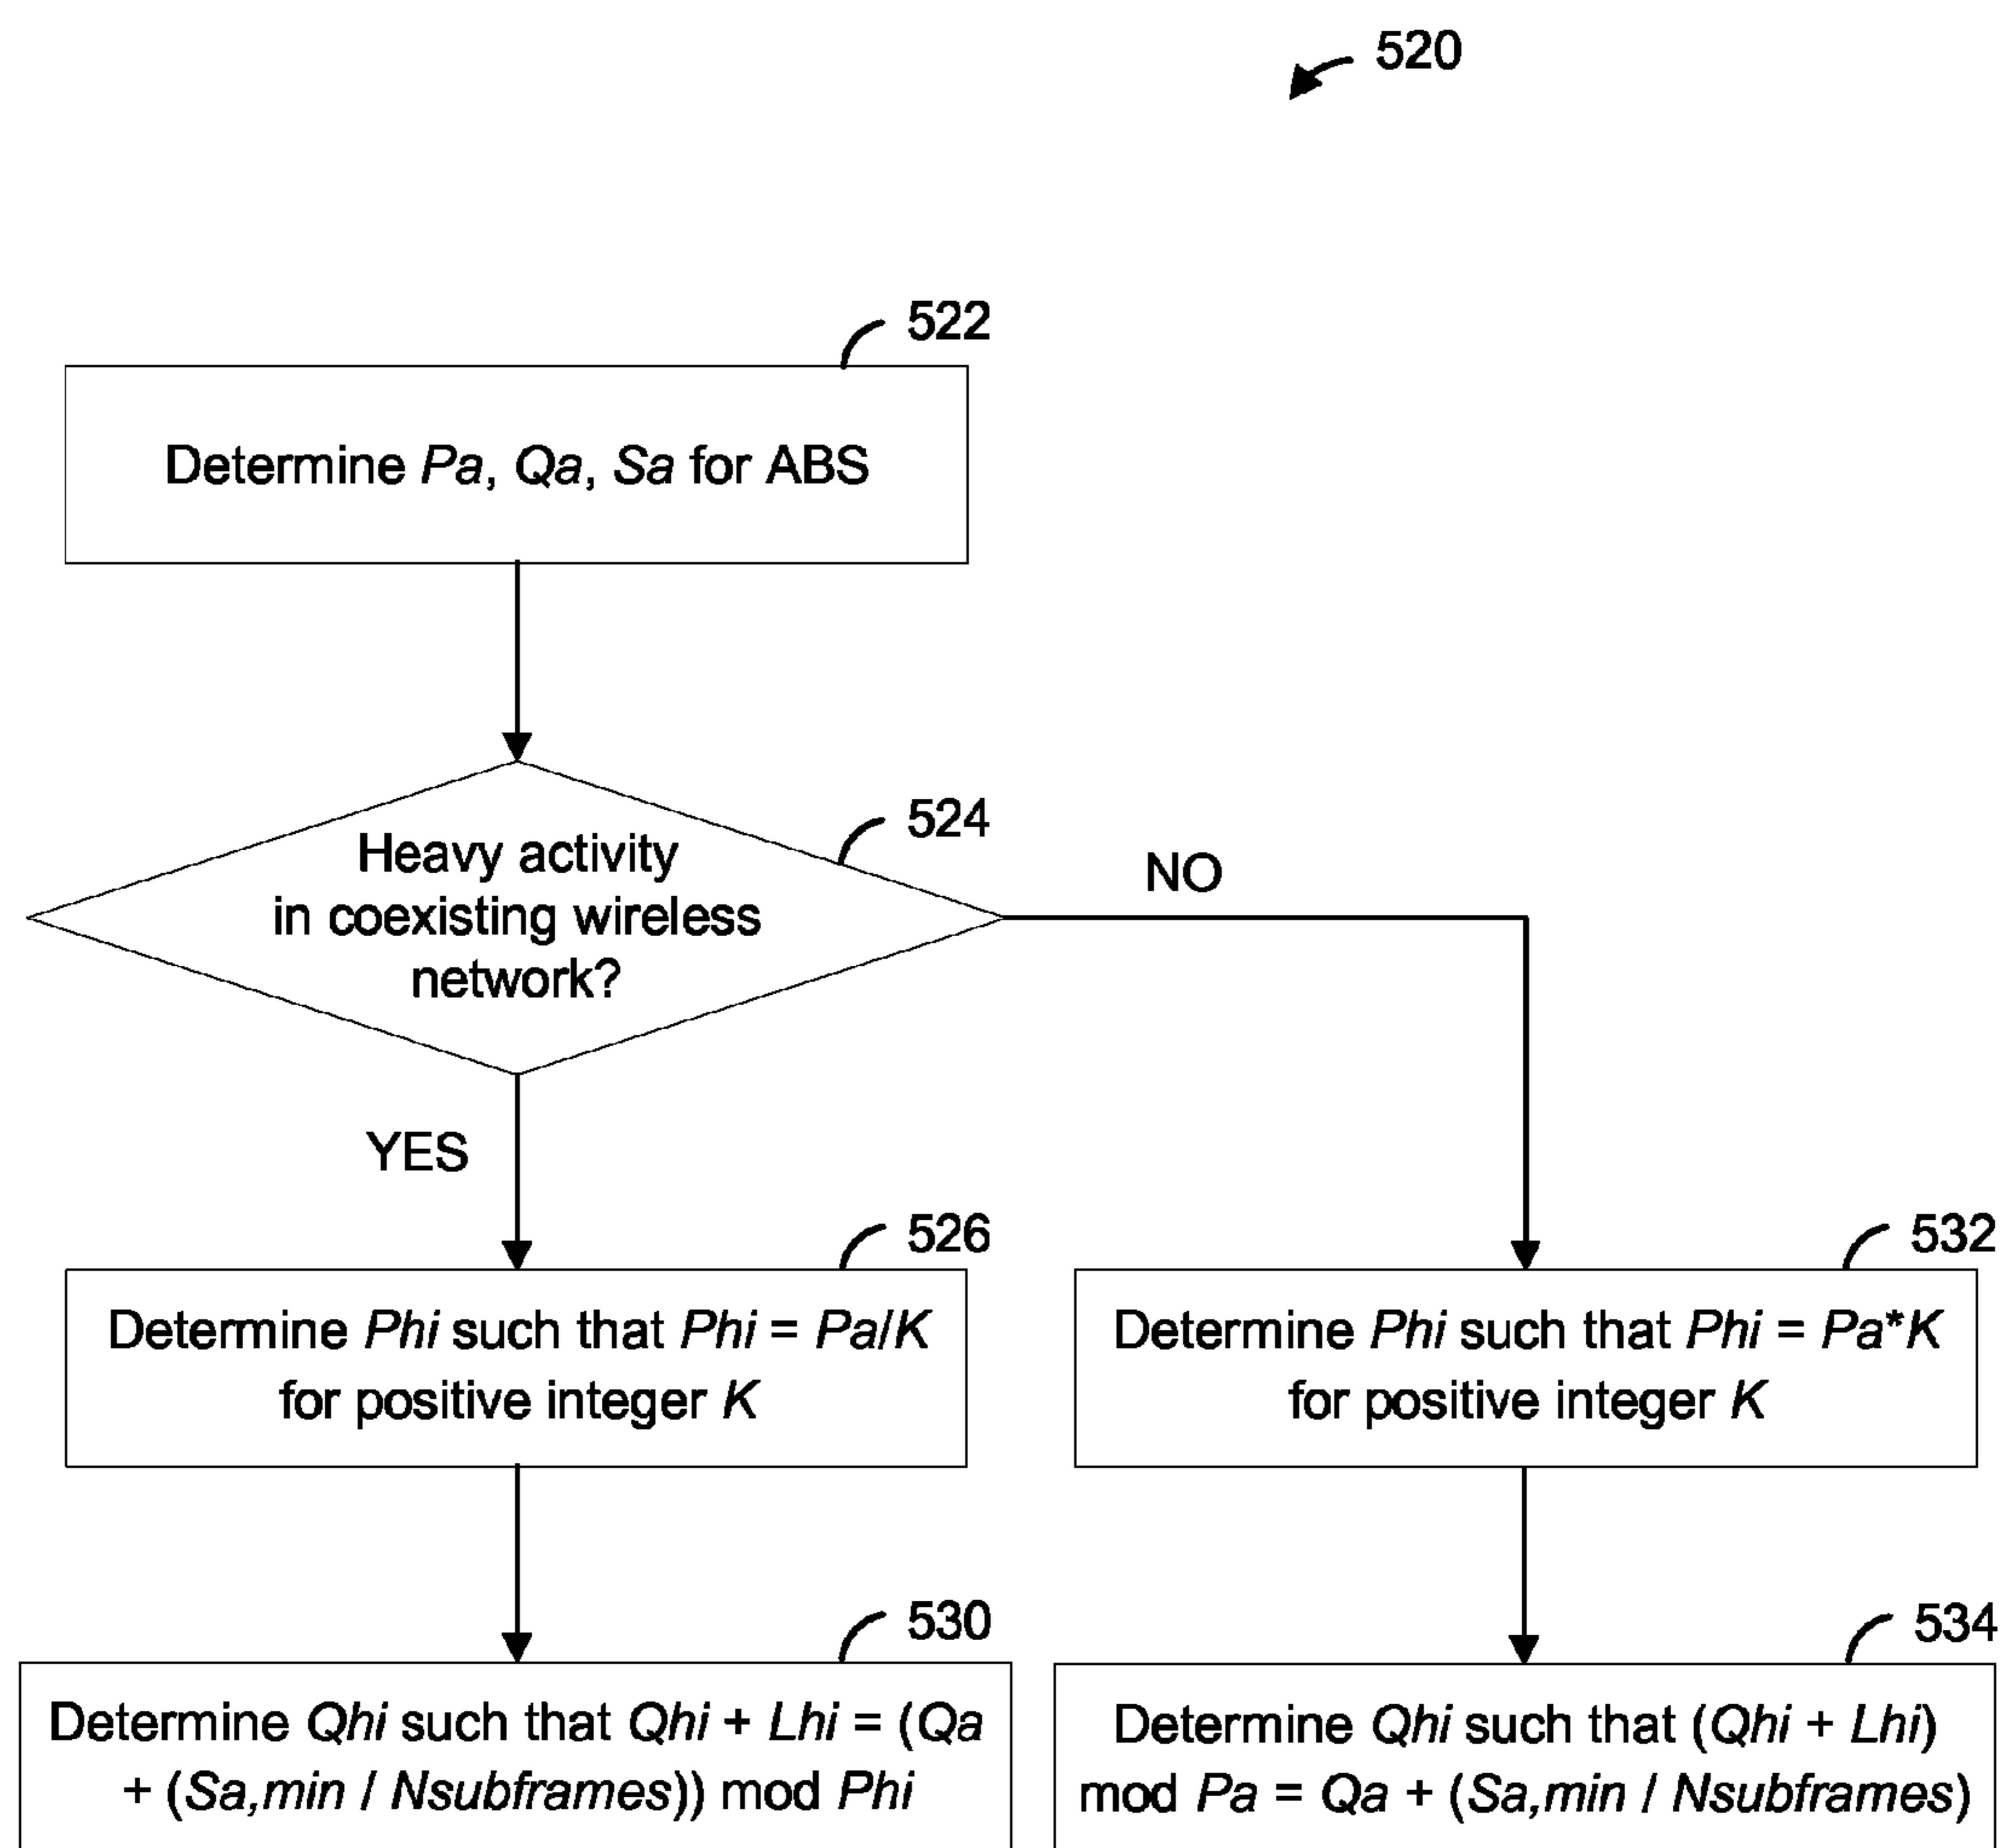 520
522
Determine Pa, Qa, Sa for ABS
524
Heavy activity
in coexisting wireless
network?
NO
YES
526
Determine Phi such that Phi = Pa/K
for positive integer K
532
Determine Phi such that Phi = Pa*K
for positive integer K
530
Determine Qhi such that Qhi + Lhi = (Qa
+ (Sa,min / Nsubframes)) mod Phi
534
Determine Qhi such that (Qhi + Lhi)
mod Pa = Qa + (Sa,min / Nsubframes)